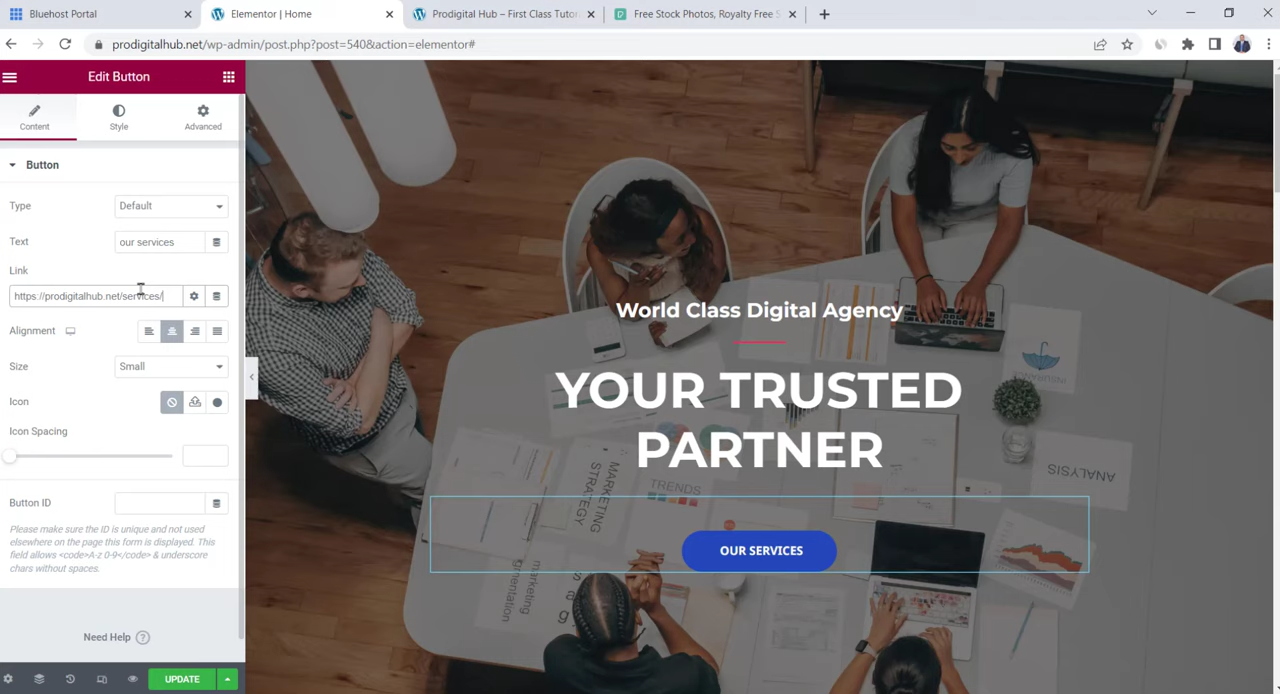 Bluehost Portal
Elementor | Home
Prodigital Hub – First Class Tutor
Free Stock Photos, Royalty Free S
prodigitalhub.net/wp-admin/post.php?post=540&action=elementor#
Edit Button
Content
Style
Advanced
Button
Type
Default
Text
our services
Link
https://prodigitalhub.net/services/
Alignment
Size
Small
Icon
Icon Spacing
Button ID
Please make sure the ID is unique and not used
elsewhere on the page this form is displayed. This
field allows <code>A-z 0-9</code> & underscore
chars without spaces.
Need Help ?
UPDATE
World Class Digital Agency
YOUR TRUSTED
PARTNER
OUR SERVICES
TRENDS
MARKETING
STRATEGY
ANALYSIS